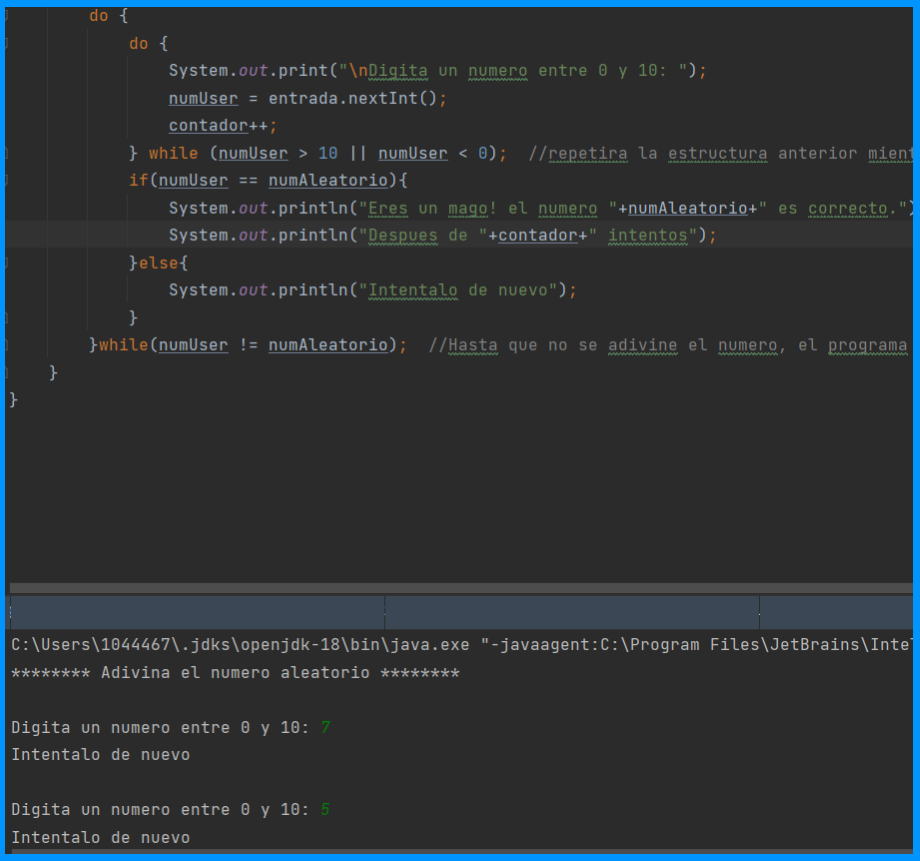 do {
do {
System.out.print("\nDigita un numero entre 0 y 10: ");
numUser = entrada.nextInt();
contador++;
} while (numUser > 10 || numUser < 0);  //repetira la estructura anterior mient
if(numUser == numAleatorio){
System.out.println("Eres un mago! el numero "+numAleatorio+" es correcto.")
System.out.println("Despues de "+contador+" intentos");
}else{
System.out.println("Intentalo de nuevo");
}
}while(numUser != numAleatorio);  //Hasta que no se adivine el numero, el programa
}
}
C:\Users\1044467\.jdks\openjdk-18\bin\java.exe "-javaagent:C:\Program Files\JetBrains\Inte
******** Adivina el numero aleatorio ********
Digita un numero entre 0 y 10: 7
Intentalo de nuevo
Digita un numero entre 0 y 10: 5
Intentalo de nuevo